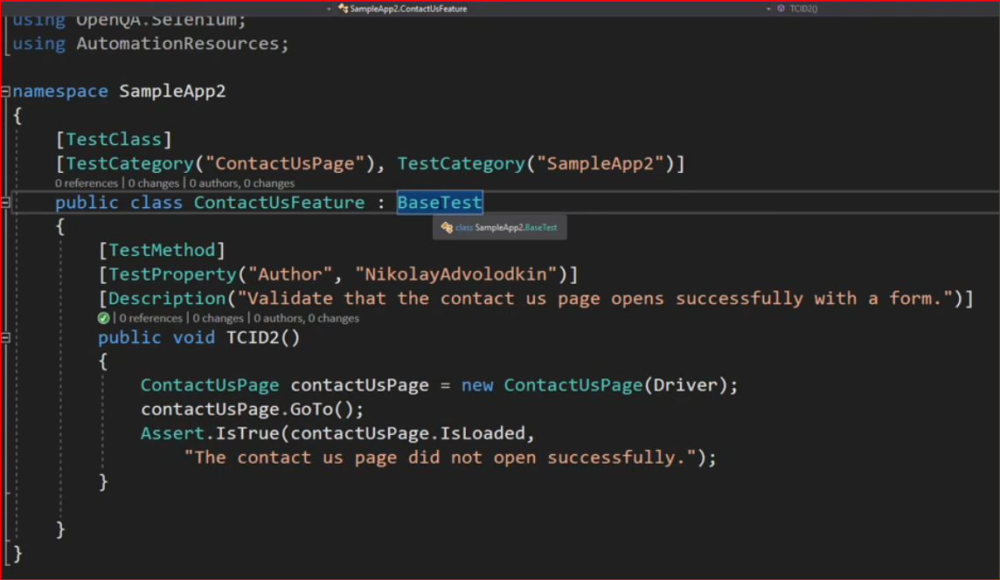 SampleApp2.ContactUsFeature TCID2()
using OpenQA.Selenium;
using AutomationResources;
namespace SampleApp2
{
[TestClass]
[TestCategory("ContactUsPage"), TestCategory("SampleApp2")]
0 references | 0 changes | 0 authors, 0 changes
public class ContactUsFeature : BaseTest
{
class SampleApp2.BaseTest
[TestMethod]
[TestProperty("Author", "NikolayAdvolodkin")]
[Description("Validate that the contact us page opens successfully with a form.")]
| 0 references | 0 changes | 0 authors, 0 changes
public void TCID2()
{
ContactUsPage contactUsPage = new ContactUsPage(Driver);
contactUsPage.GoTo();
Assert.IsTrue(contactUsPage.IsLoaded,
"The contact us page did not open successfully.");
}
}
}